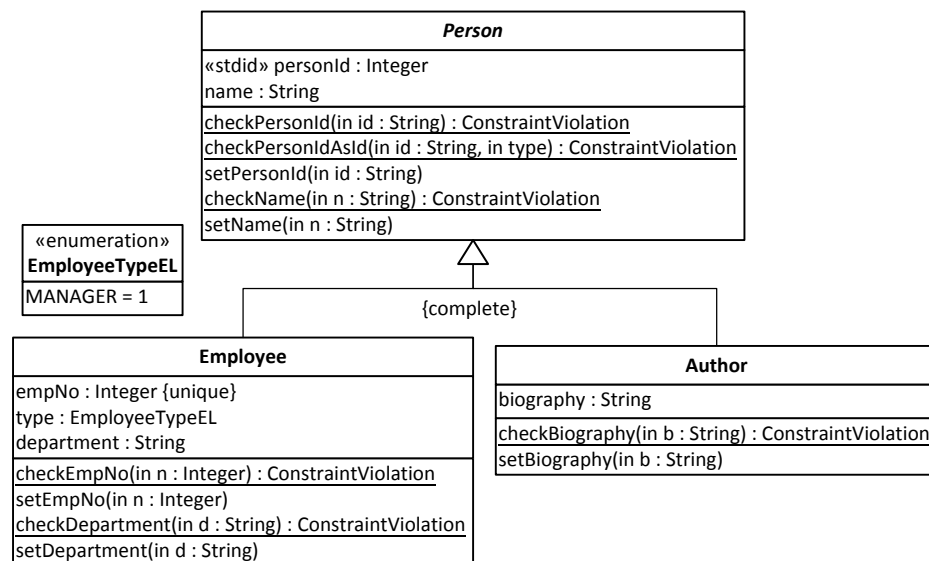 Person
«stdid» personId : Integer
name : String
checkPersonId(in id : String) : ConstraintViolation
checkPersonIdAsId(in id : String, in type) : ConstraintViolation
setPersonId(in id : String)
checkName(in n : String) : ConstraintViolation
setName(in n : String)
«enumeration»
EmployeeTypeEL
MANAGER = 1
{complete}
Employee
empNo : Integer {unique}
type : EmployeeTypeEL
department : String
checkEmpNo(in n : Integer) : ConstraintViolation
setEmpNo(in n : Integer)
checkDepartment(in d : String) : ConstraintViolation
setDepartment(in d : String)
Author
biography : String
checkBiography(in b : String) : ConstraintViolation
setBiography(in b : String)